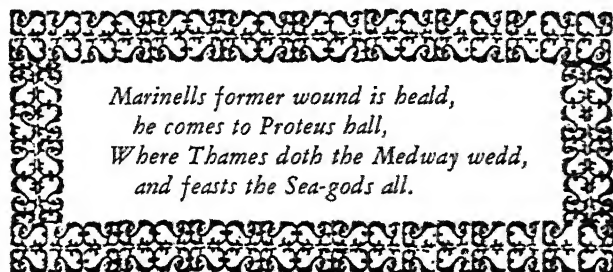 Marinells former wound is heald,
he comes to Proteus hall,
Where Thames doth the Medway wedd,
and feasts the Sea-gods all.